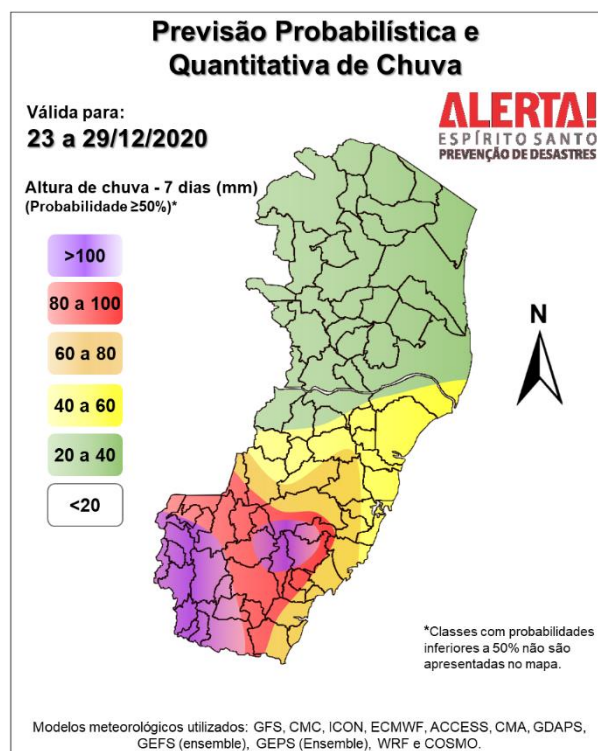 Previsão Probabilística e
Quantitativa de Chuva
Válida para:
23 a 29/12/2020
ALERTA!
ESPÍRITO SANTO
PREVENÇÃO DE DESASTRES
Altura de chuva - 7 dias (mm)
(Probabilidade ≥50%)*
>100
80 a 100
60 a 80
40 a 60
20 a 40
<20
N
*Classes com probabilidades
inferiores a 50% não são
apresentadas no mapa.
Modelos meteorológicos utilizados: GFS, CMC, ICON, ECMWF, ACCESS, CMA, GDAPS,
GEFS (ensemble), GEPS (Ensemble), WRF e COSMO.